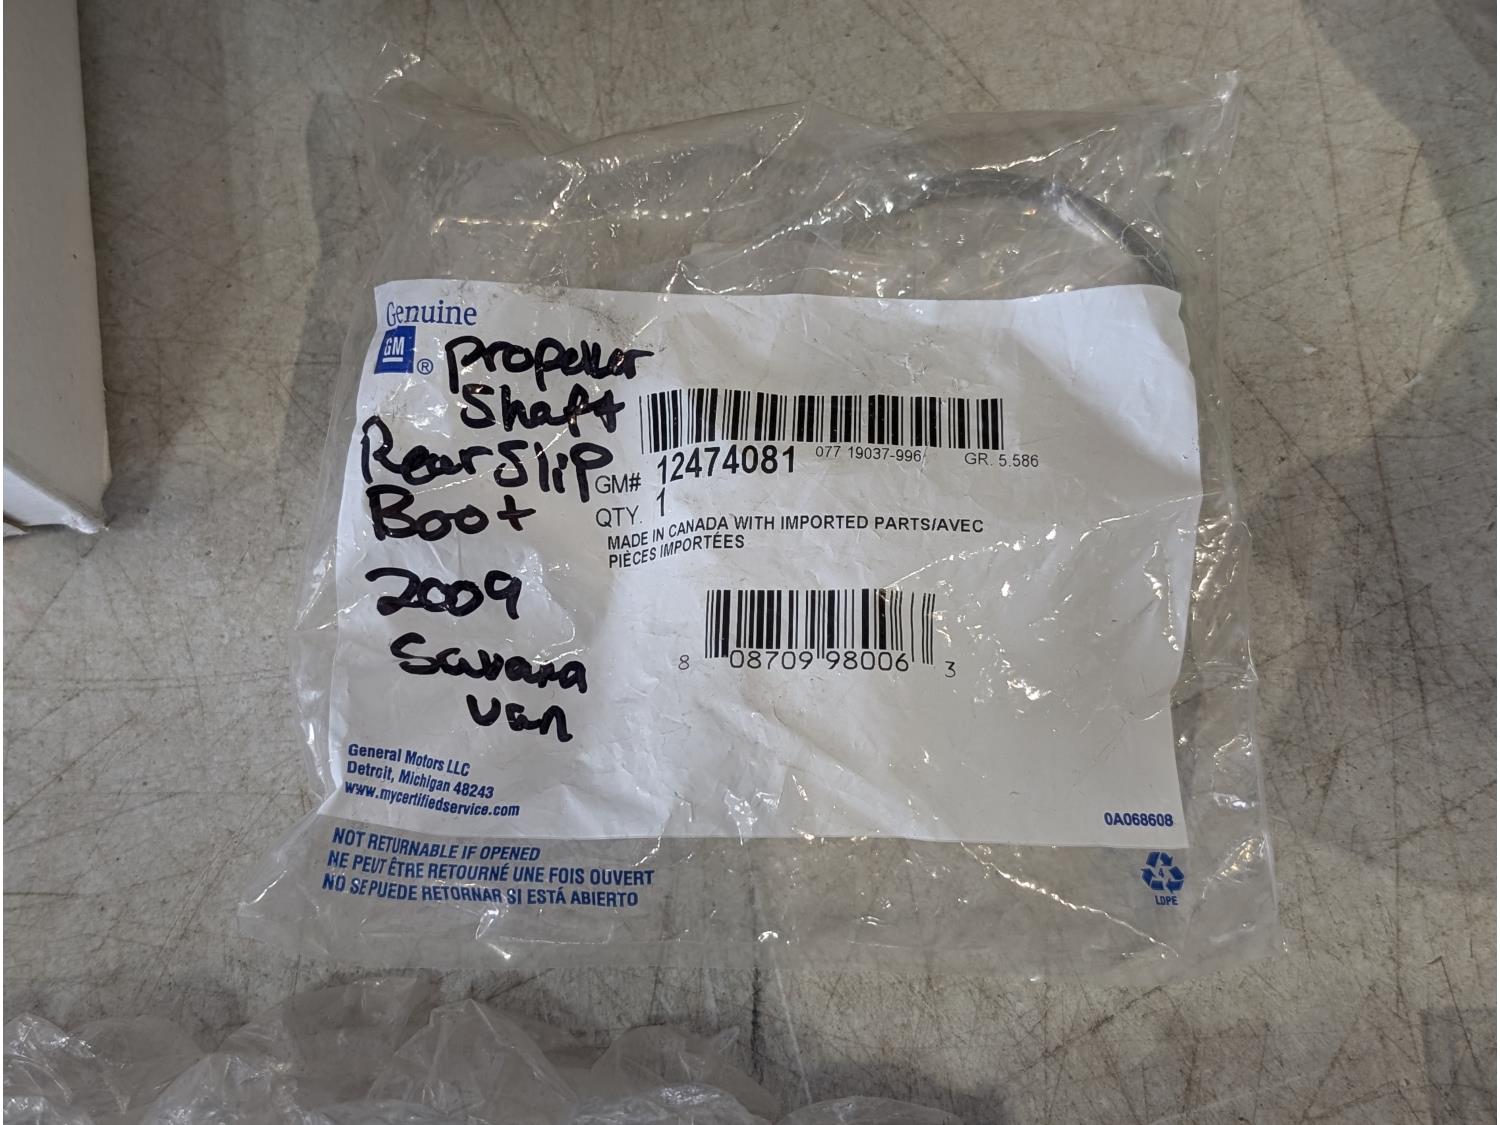 Genuine
GM
®
propeller
Shaft
Rear Slip
Boot
2009
Savana
Van
077 19037-996
GR. 5.586
GM# 12474081
QTY. 1
MADE IN CANADA WITH IMPORTED PARTS/AVEC
PIÈCES IMPORTÉES
8 08709 98006 3
General Motors LLC
Detroit, Michigan 48243
www.mycertifiedservice.com
0A068608
NOT RETURNABLE IF OPENED
NE PEUT ÊTRE RETOURNÉ UNE FOIS OUVERT
NO SE PUEDE RETORNAR SI ESTÁ ABIERTO
4
LDPE